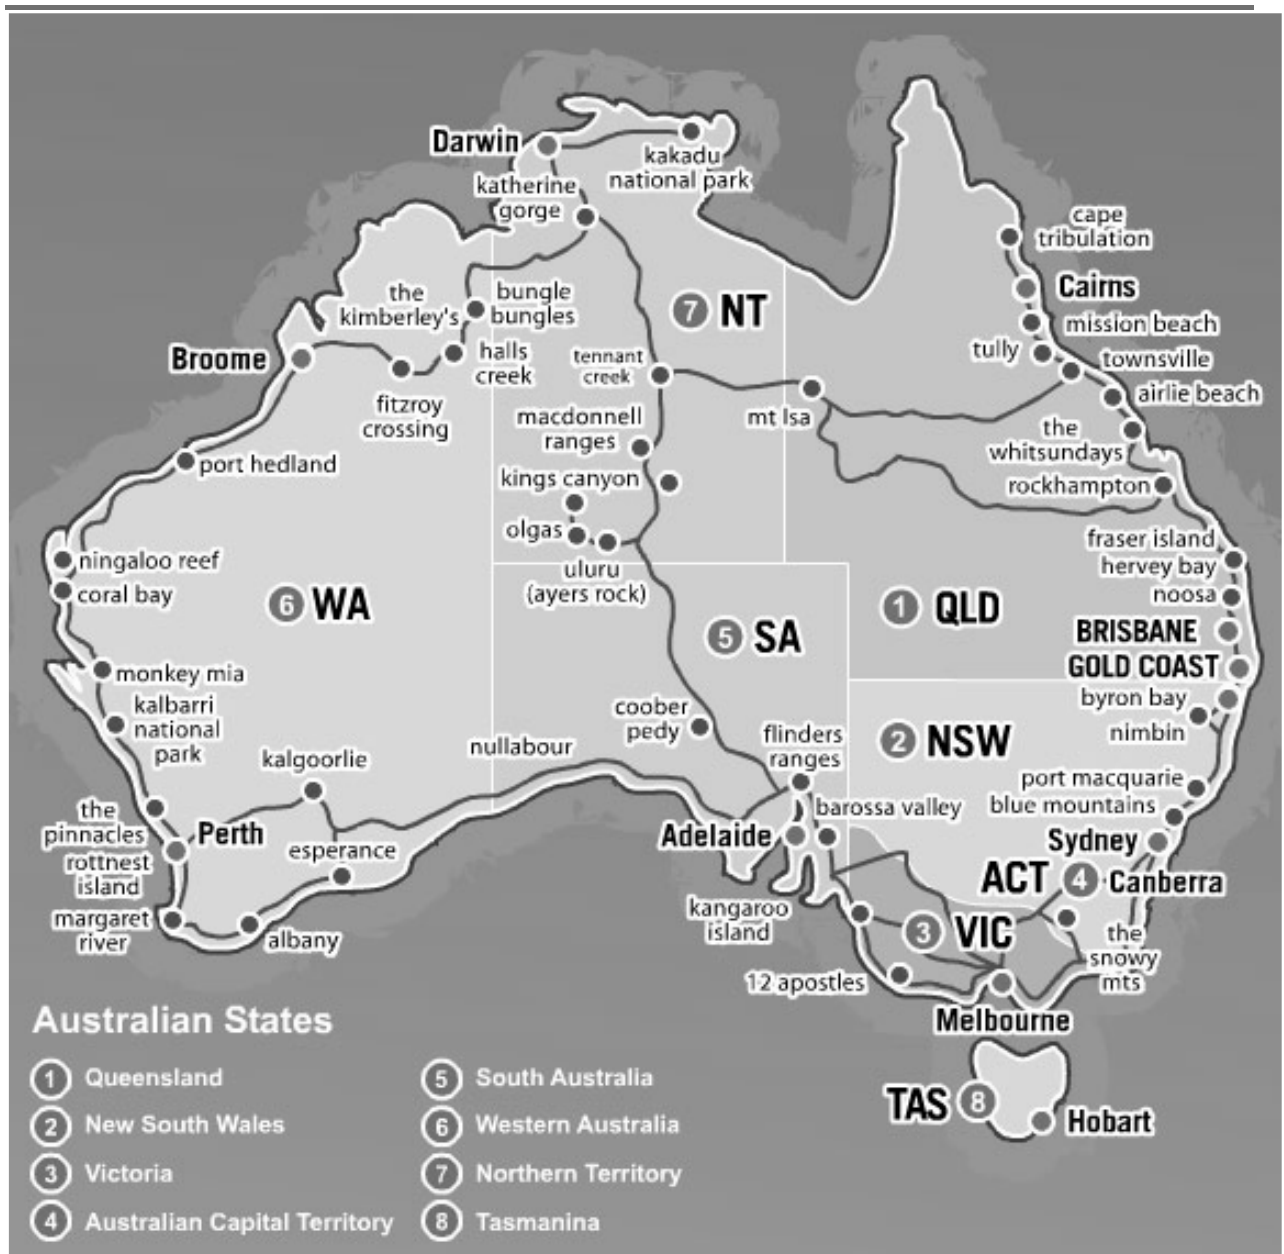 Darwin
kakadu
national park
katherine
gorge
cape
tribulation
Cairns
the
kimberley's
bungle
bungles
7 NT
mission beach
Broome
halls
creek
tennant
creek
tully
townsville
airlie beach
fitzroy
crossing
macdonnell
ranges
mt Isa
the
whitsundays
port hedland
kings canyon
rockhampton
olgas
fraser island
ningaloo reef
hervey bay
uluru
(ayers rock)
coral bay
noosa
6 WA
1 QLD
5 SA
BRISBANE
GOLD COAST
monkey mia
byron bay
kalbarri
national
park
coober
pedy
nimbin
nullabour
flinders
ranges
2 NSW
kalgoorlie
port macquarie
the
pinnacles
Perth
barossa valley
blue mountains
Adelaide
Sydney
rottnest
island
esperance
ACT 4 Canberra
margaret
river
albany
kangaroo
island
3 VIC
the
snowy
mts
12 apostles
Melbourne
TAS 8
Hobart
Australian States
1 Queensland
2 New South Wales
3 Victoria
4 Australian Capital Territory
5 South Australia
6 Western Australia
7 Northern Territory
8 Tasmanina